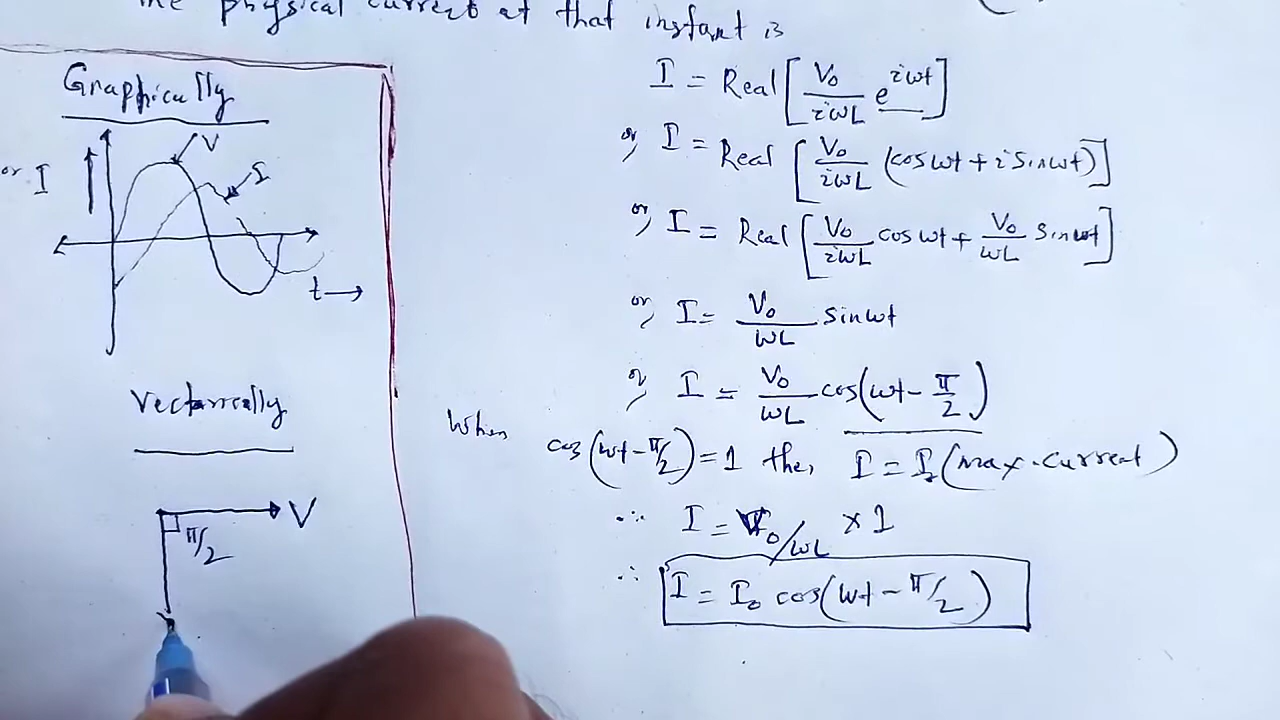 The physical current at that instant is
Graphically
V
I
or I
t →
Vectorically
V
π/2
I = Real [V₀/iωL e^{iωt}]
or, I = Real [V₀/iωL (cos ωt + i Sin ωt)]
or, I = Real [V₀/iωL cos ωt + V₀/ωL Sin ωt]
or, I = V₀/ωL Sin ωt
or, I = V₀/ωL cos(ωt - π/2)
When cos(ωt - π/2) = 1 then, I = I₀ (max. current)
∴ I = V₀/ωL × 1
∴ I = I₀ cos(ωt - π/2)